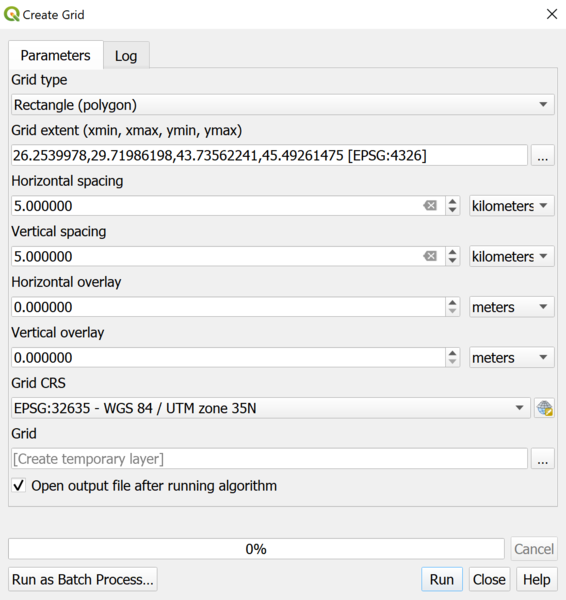 Create Grid
Parameters
Log
Grid type
Rectangle (polygon)
Grid extent (xmin, xmax, ymin, ymax)
26.2539978,29.71986198,43.73562241,45.49261475 [EPSG:4326]
...
Horizontal spacing
5.000000
kilometers
Vertical spacing
5.000000
kilometers
Horizontal overlay
0.000000
meters
Vertical overlay
0.000000
meters
Grid CRS
EPSG:32635 - WGS 84 / UTM zone 35N
Grid
[Create temporary layer]
...
Open output file after running algorithm
0%
Cancel
Run as Batch Process...
Run
Close
Help